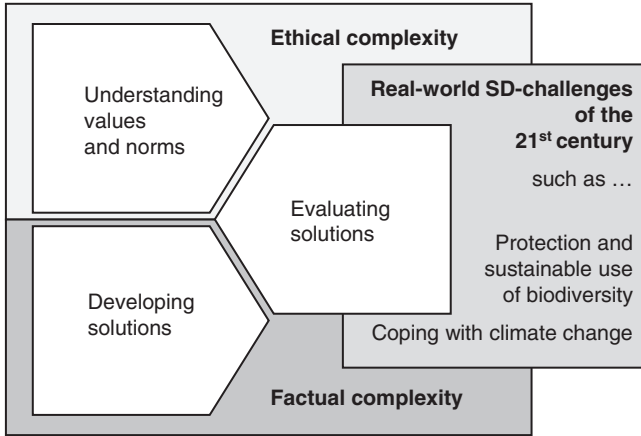 Ethical complexity
Understanding
values
and norms
Real-world SD-challenges
of the
21st century
such as …
Evaluating
solutions
Protection and
sustainable use
of biodiversity
Developing
solutions
Coping with climate change
Factual complexity